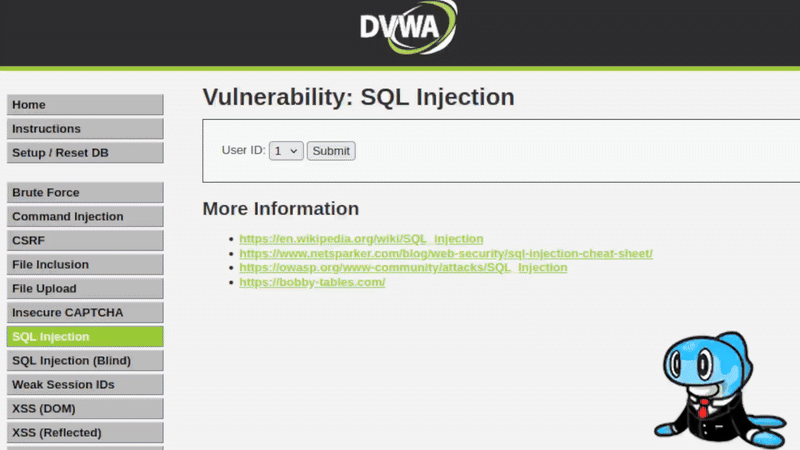 DVWA
Home
Instructions
Setup / Reset DB
Brute Force
Command Injection
CSRF
File Inclusion
File Upload
Insecure CAPTCHA
SQL Injection
SQL Injection (Blind)
Weak Session IDs
XSS (DOM)
XSS (Reflected)
Vulnerability: SQL Injection
User ID: 1 Submit
More Information
https://en.wikipedia.org/wiki/SQL_injection
https://www.netsparker.com/blog/web-security/sql-injection-cheat-sheet/
https://owasp.org/www-community/attacks/SQL_Injection
https://bobby-tables.com/